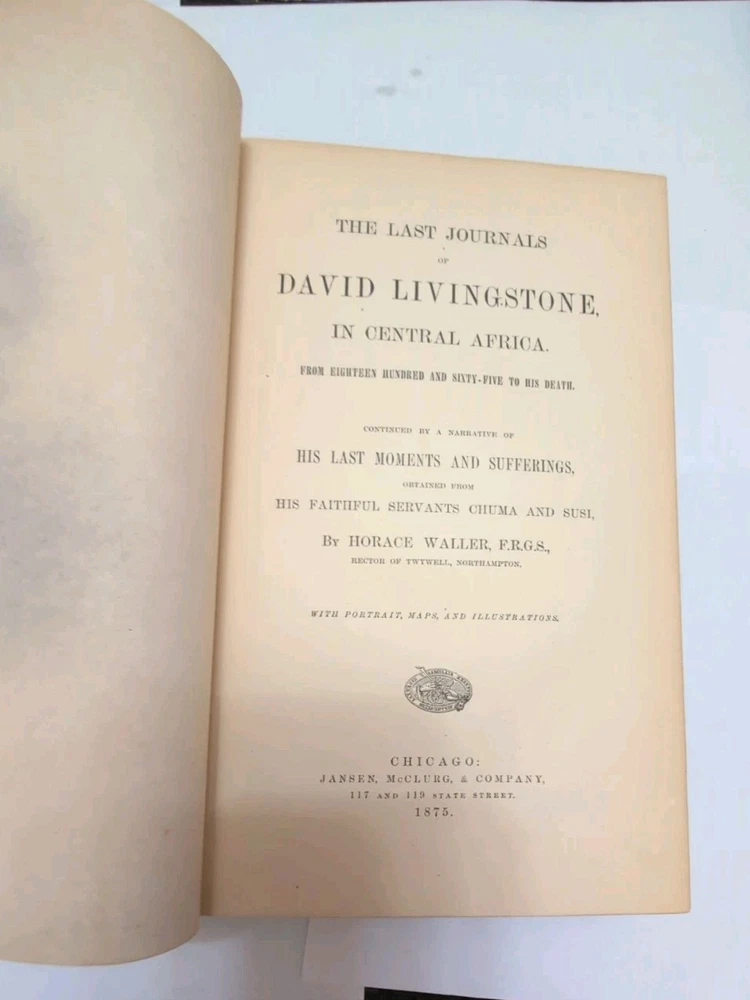 THE LAST JOURNALS
OF
DAVID LIVINGSTONE,
IN CENTRAL AFRICA.
FROM EIGHTEEN HUNDRED AND SIXTY-FIVE TO HIS DEATH.
CONTINUED BY A NARRATIVE OF
HIS LAST MOMENTS AND SUFFERINGS,
OBTAINED FROM
HIS FAITHFUL SERVANTS CHUMA AND SUSI,
BY HORACE WALLER, F.R.G.S.,
RECTOR OF TWYWELL, NORTHAMPTON.
WITH PORTRAIT, MAPS, AND ILLUSTRATIONS.
CHICAGO:
JANSEN, McCLURG, & COMPANY,
117 AND 119 STATE STREET.
1875.